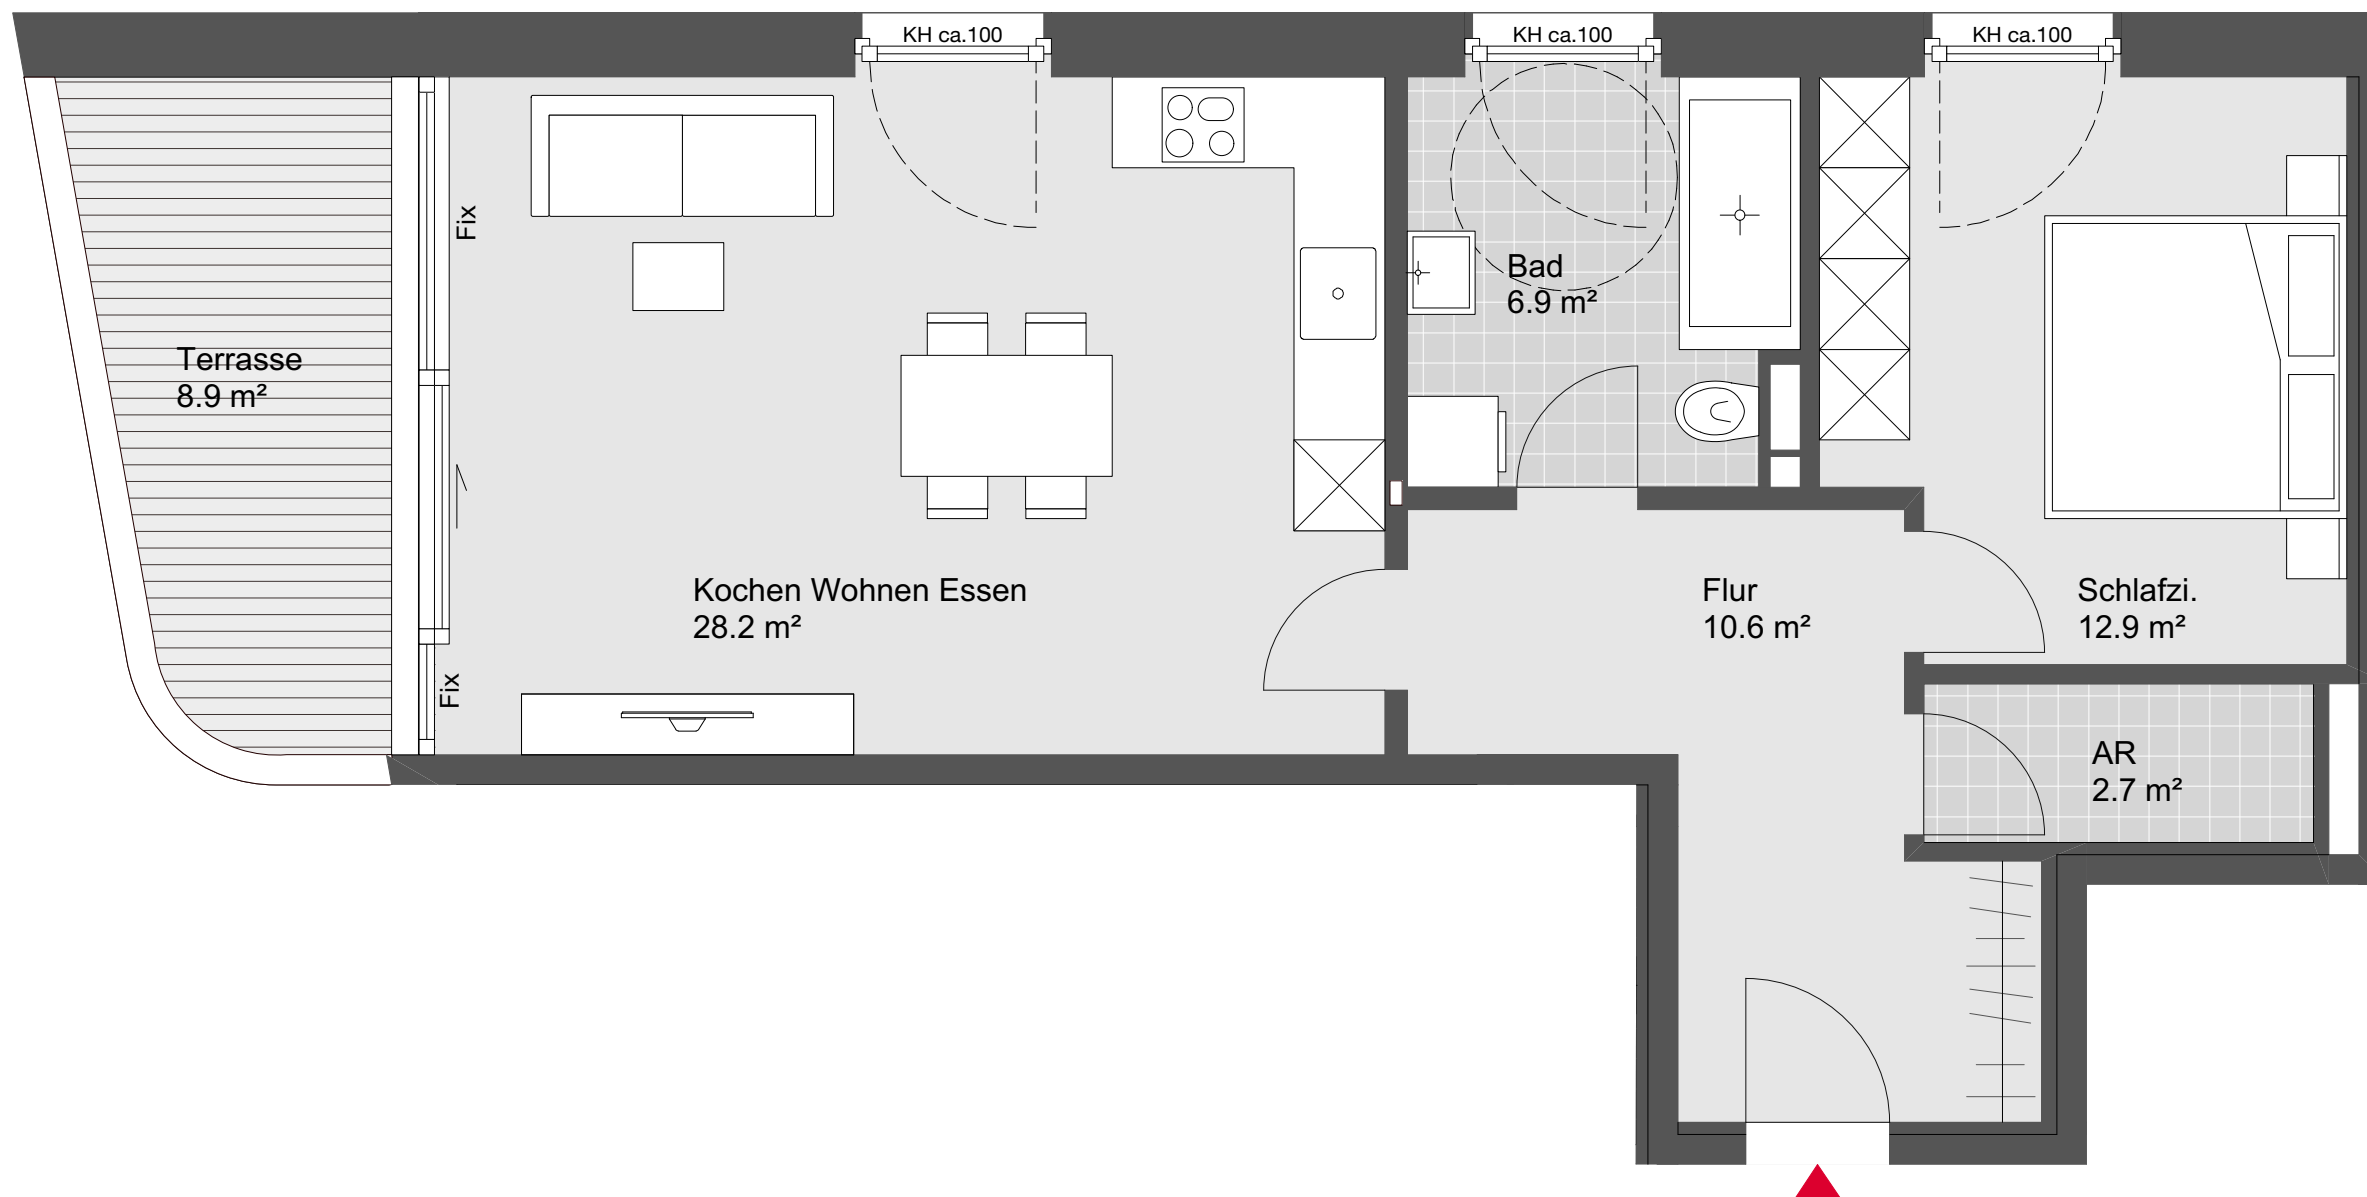 KH ca.100
KH ca.100
KH ca.100
Fix
Bad
6.9 m²
Terrasse
8.9 m²
Kochen Wohnen Essen
28.2 m²
Flur
10.6 m²
Schlafzi.
12.9 m²
Fix
AR
2.7 m²